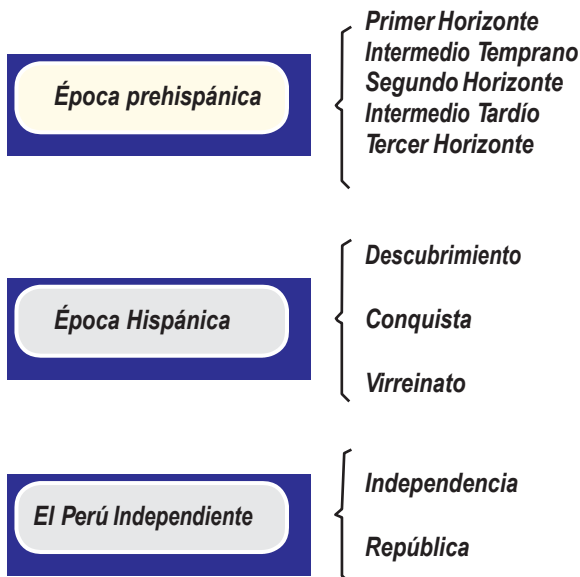 Época prehispánica
Primer Horizonte
Intermedio Temprano
Segundo Horizonte
Intermedio Tardío
Tercer Horizonte
Época Hispánica
Descubrimiento
Conquista
Virreinato
El Perú Independiente
Independencia
República